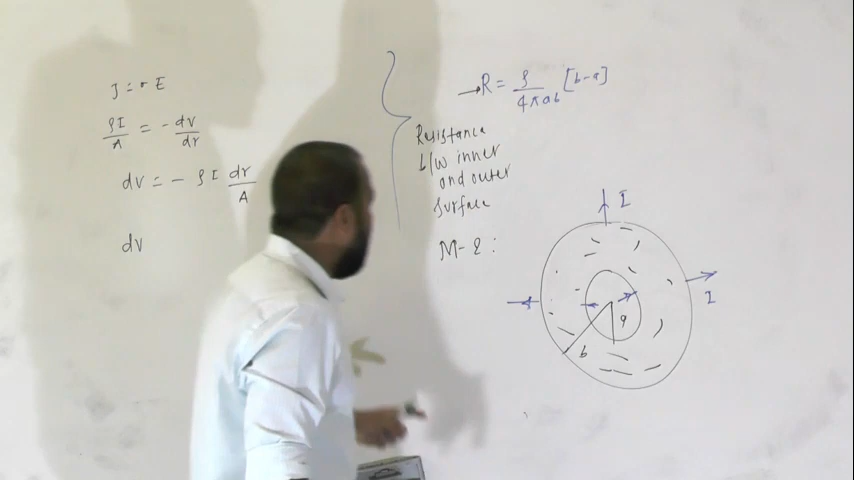 J = σ E
ρI/A = - dv/dr
dv = - ρ I dr/A
dv
→ R = ρ/4πab [b-a]
Resistance
b/w inner
and outer
surface
M-2 :
I
I
a
b